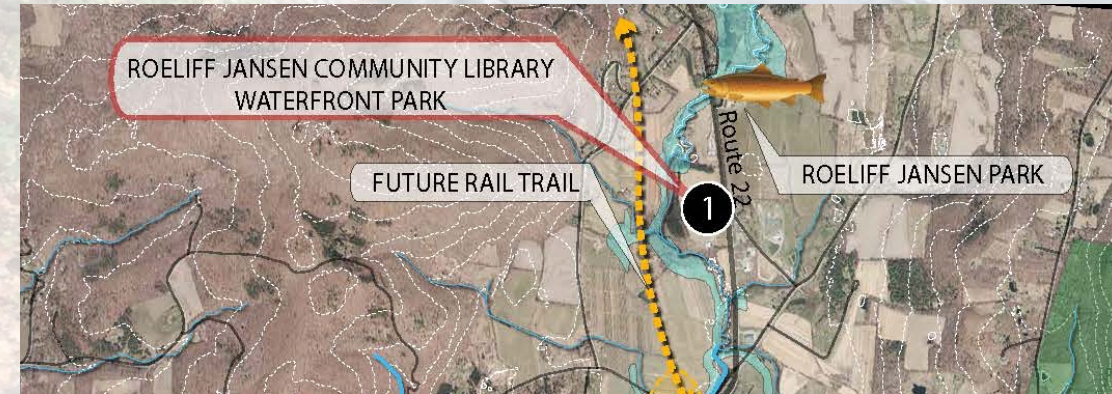 ROELIFF JANSEN COMMUNITY LIBRARY
WATERFRONT PARK
FUTURE RAIL TRAIL
1
Route 22
ROELIFF JANSEN PARK